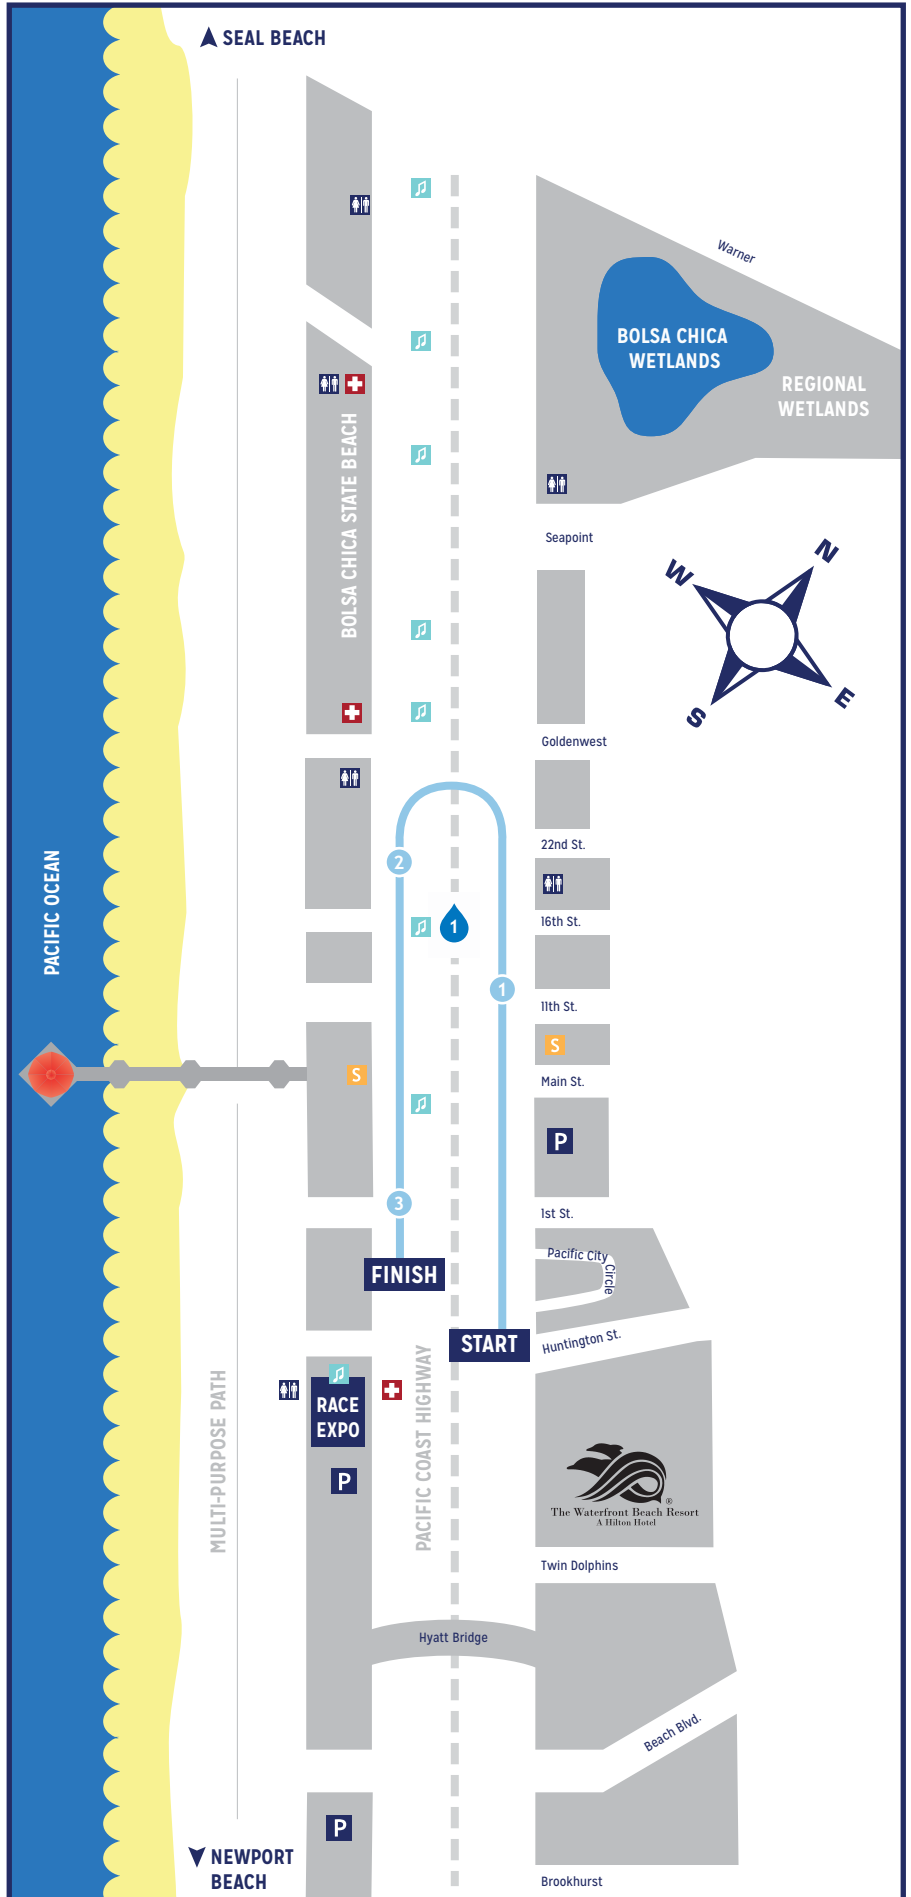 SEAL BEACH
Warner
BOLSA CHICA
WETLANDS
REGIONAL
WETLANDS
BOLSA CHICA STATE BEACH
Seapoint
N
W
E
S
Goldenwest
22nd St.
2
16th St.
PACIFIC OCEAN
1
1
11th St.
S
S
Main St.
P
3
1st St.
Pacific City
Circle
FINISH
START
Huntington St.
MULTI-PURPOSE PATH
RACE
EXPO
PACIFIC COAST HIGHWAY
P
®
The Waterfront Beach Resort
A Hilton Hotel
Twin Dolphins
Hyatt Bridge
Beach Blvd.
P
NEWPORT
BEACH
Brookhurst